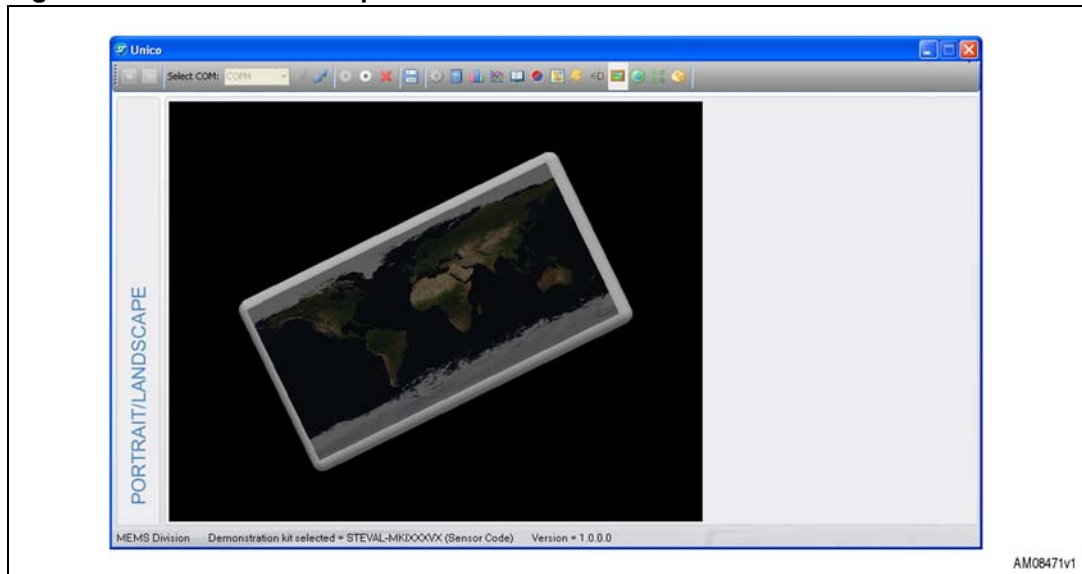 Unico
Select COM: COM4
6D
PORTRAIT/LANDSCAPE
MEMS Division Demonstration kit selected = STEVAL-MKIXXXVX (Sensor Code) Version = 1.0.0.0
AM08471v1